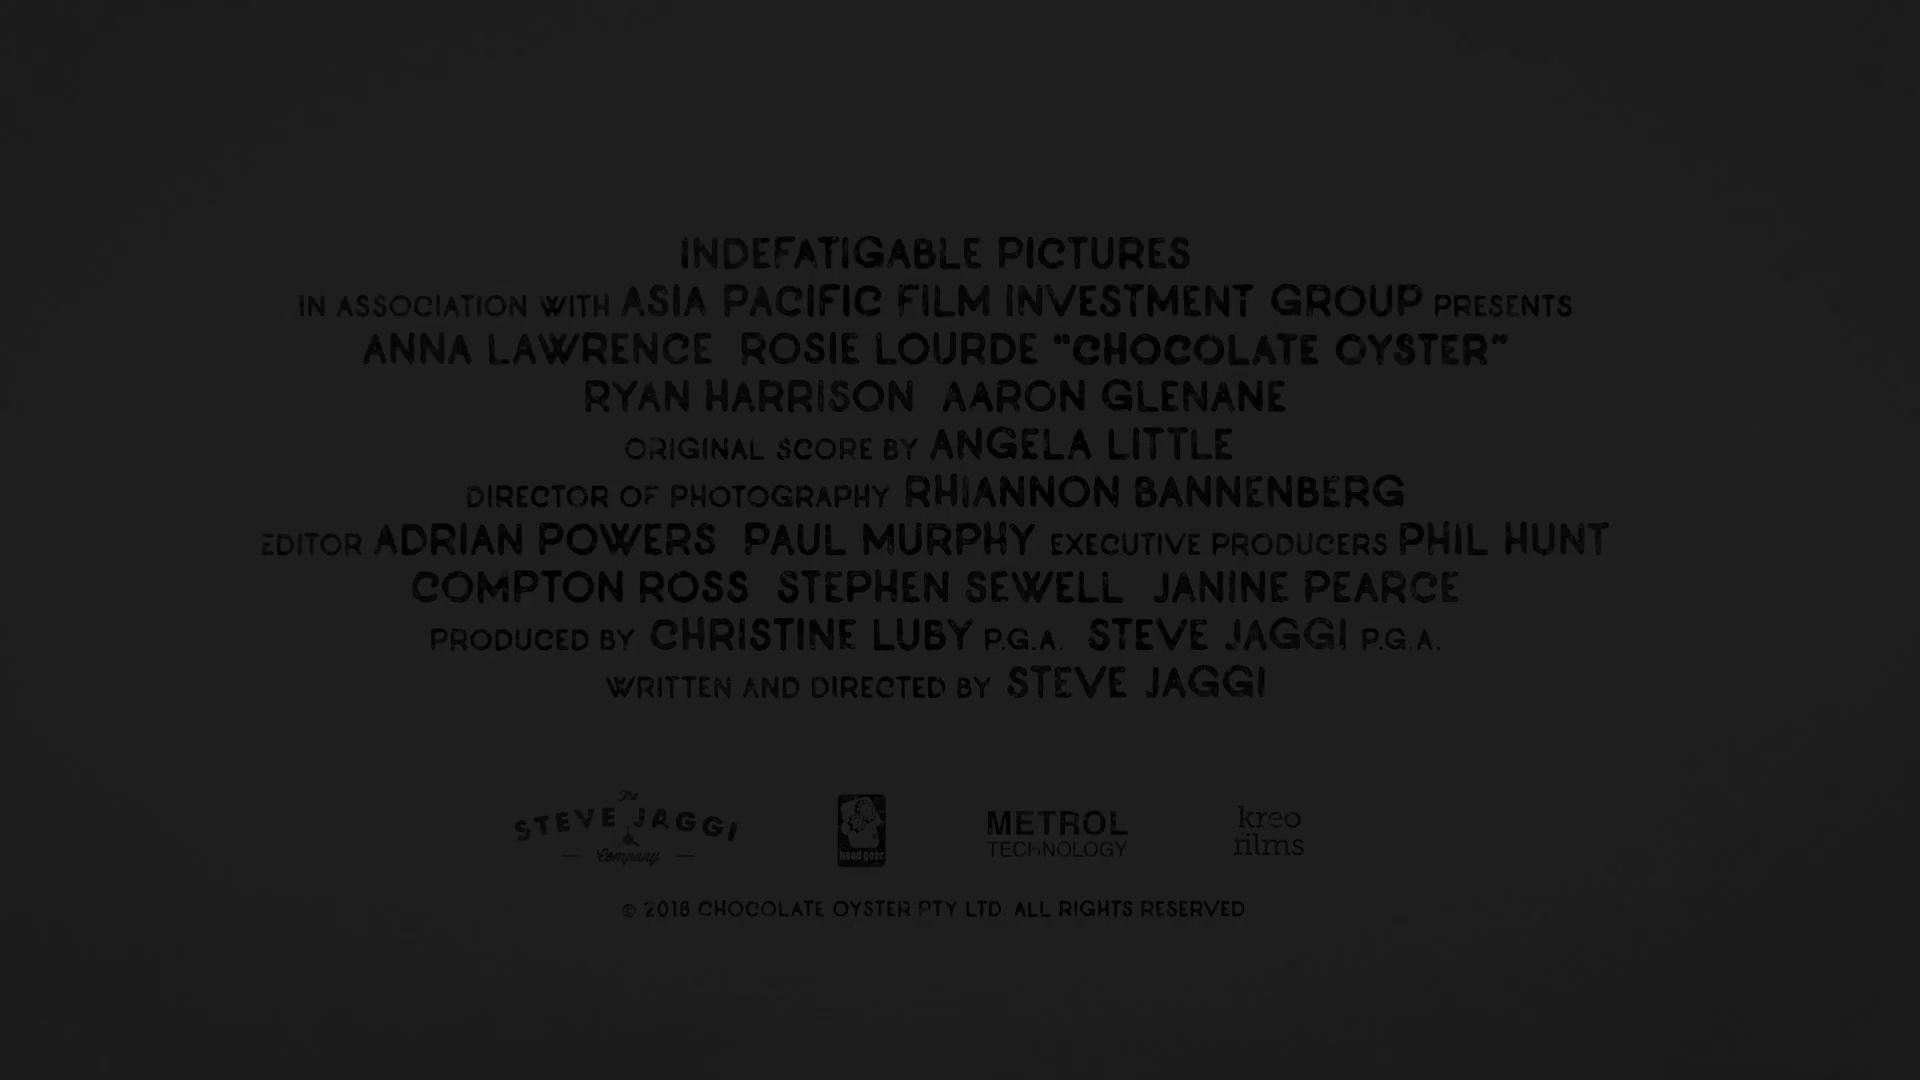 INDEFATIGABLE PICTURES
IN ASSOCIATION WITH ASIA PACIFIC FILM INVESTMENT GROUP PRESENTS
ANNA LAWRENCE ROSIE LOURDE "CHOCOLATE OYSTER"
RYAN HARRISON AARON GLENANE
ORIGINAL SCORE BY ANGELA LITTLE
DIRECTOR OF PHOTOGRAPHY RHIANNON BANNENBERG
EDITOR ADRIAN POWERS PAUL MURPHY EXECUTIVE PRODUCERS PHIL HUNT
COMPTON ROSS STEPHEN SEWELL JANINE PEARCE
PRODUCED BY CHRISTINE LUBY P.G.A. STEVE JAGGI P.G.A.
WRITTEN AND DIRECTED BY STEVE JAGGI
The
STEVE JAGGI
Company
head gear
METROL
TECHNOLOGY
kreo
films
© 2018 CHOCOLATE OYSTER PTY LTD ALL RIGHTS RESERVED